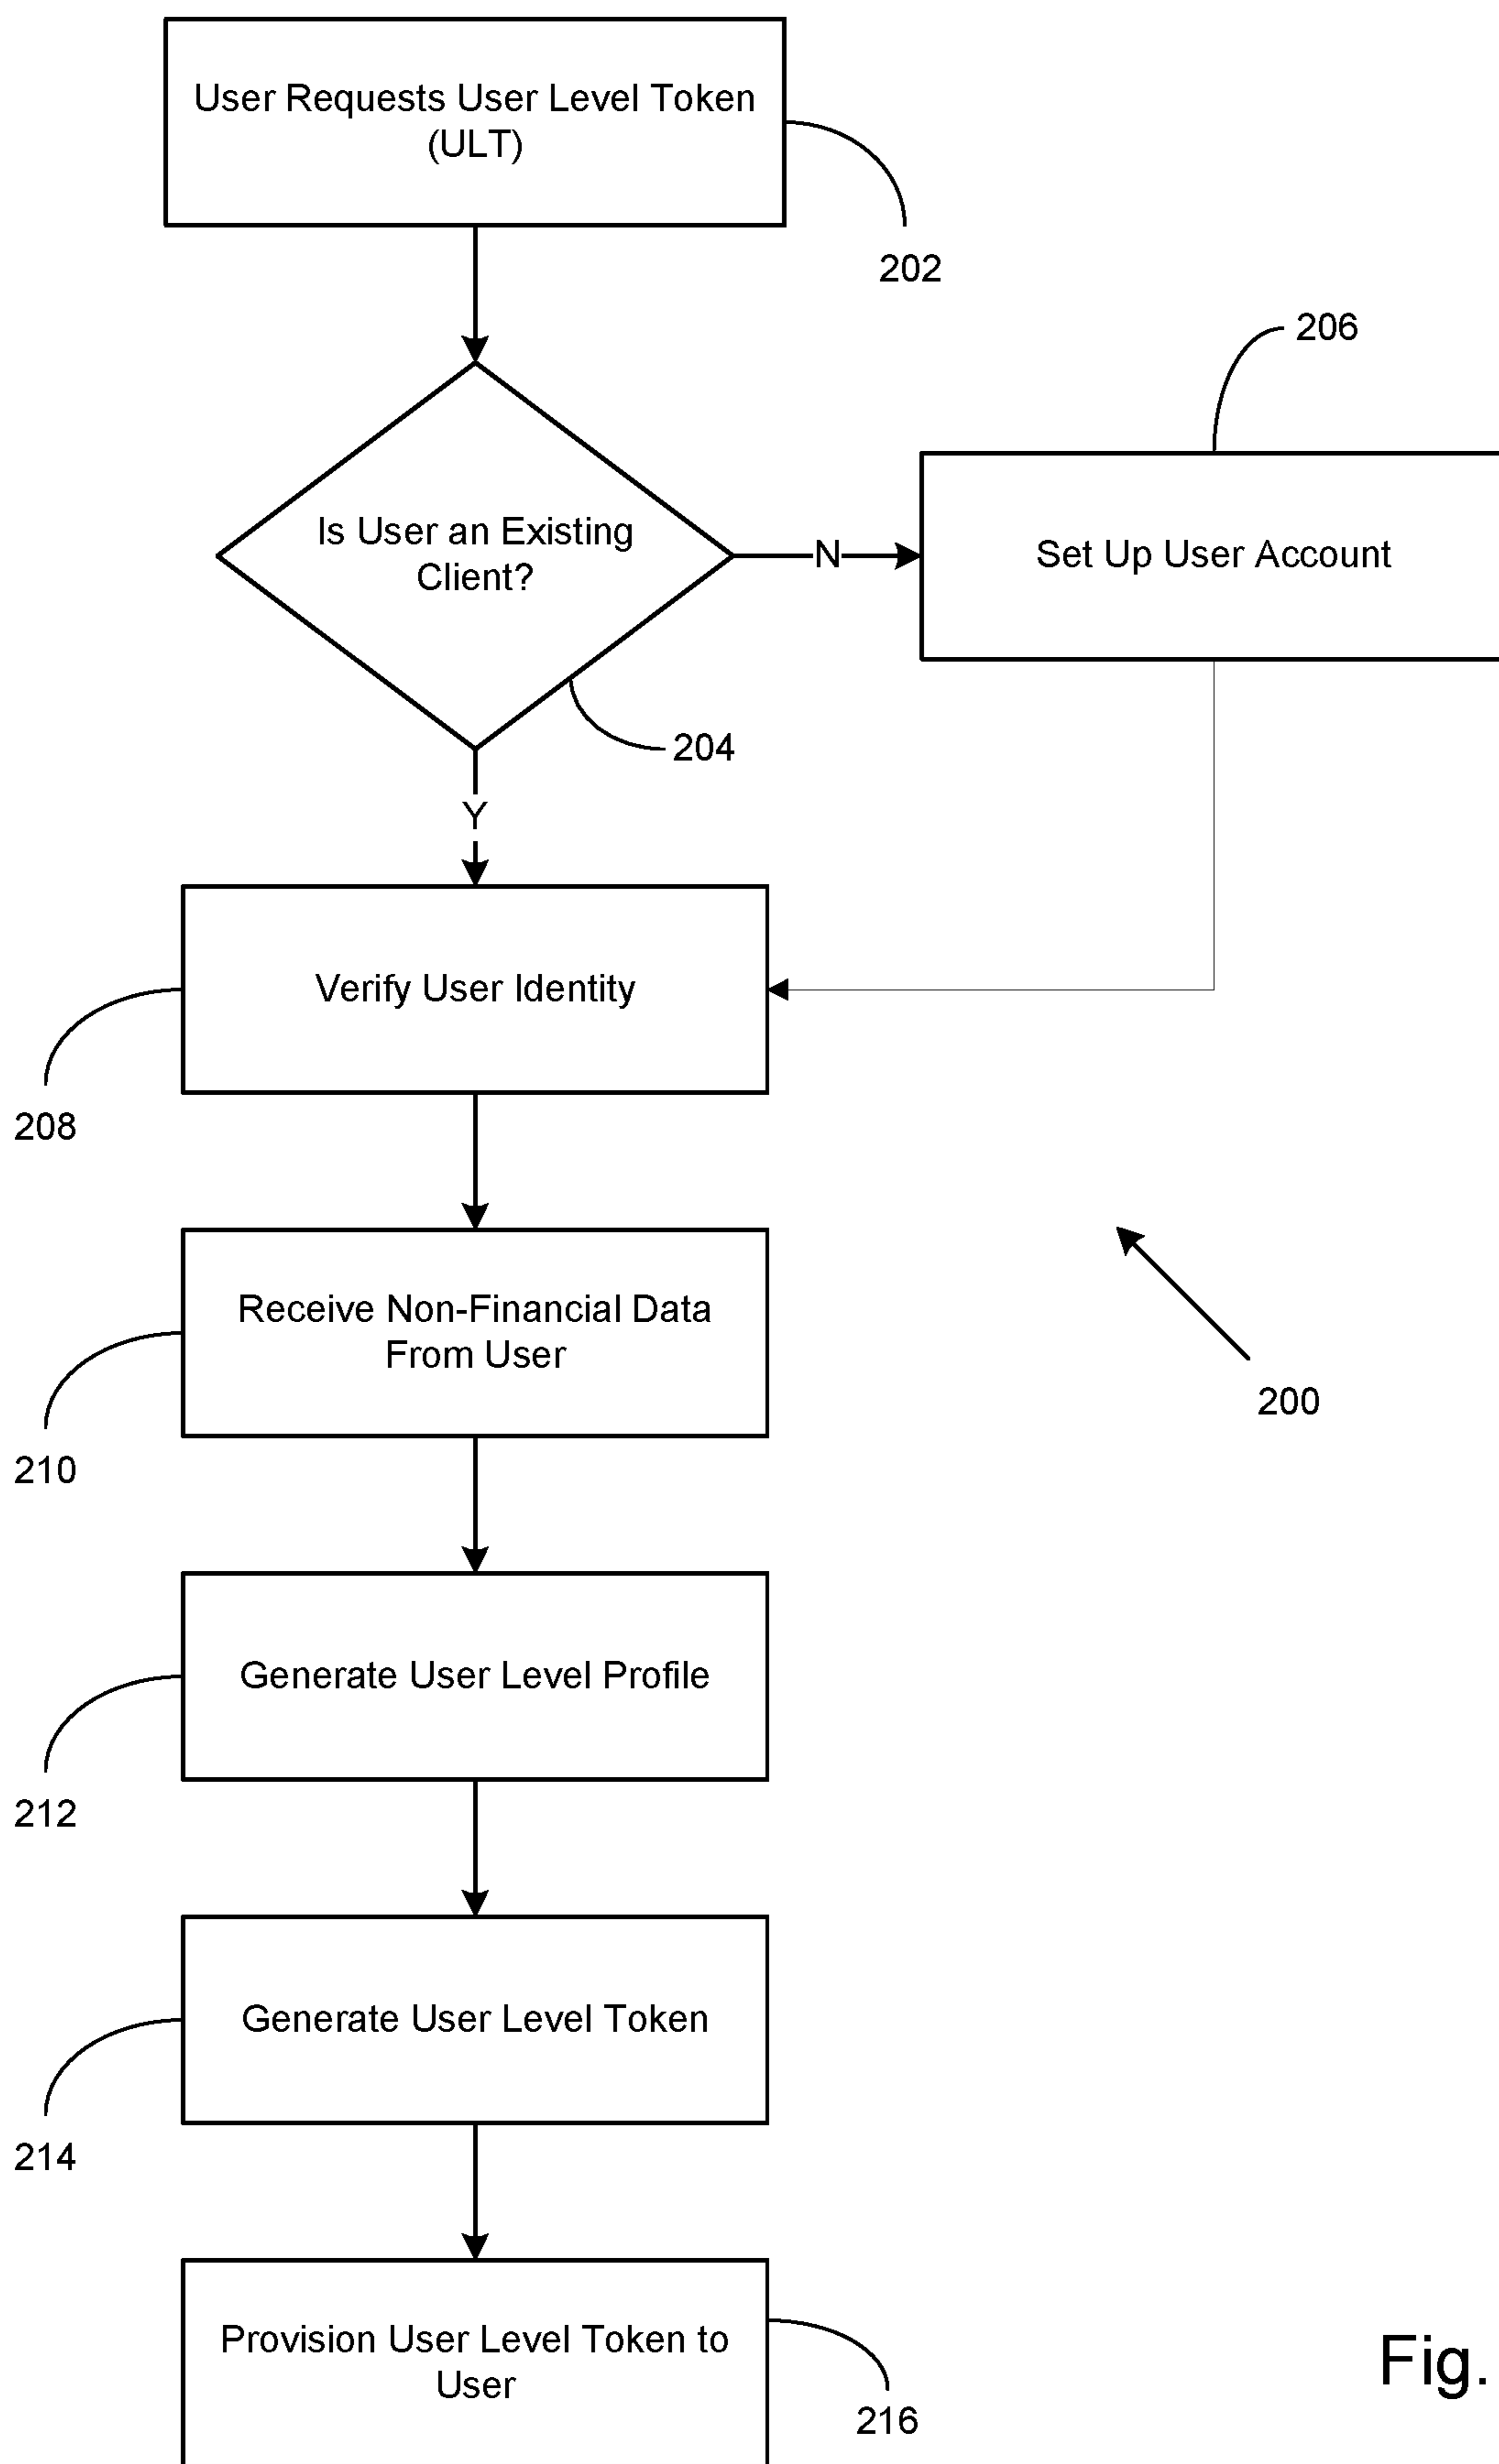 User Requests User Level Token
(ULT)
202
206
Is User an Existing
Client?
N
Set Up User Account
204
Y
Verify User Identity
208
Receive Non-Financial Data
From User
200
210
Generate User Level Profile
212
Generate User Level Token
214
Provision User Level Token to
User
Fig.
216